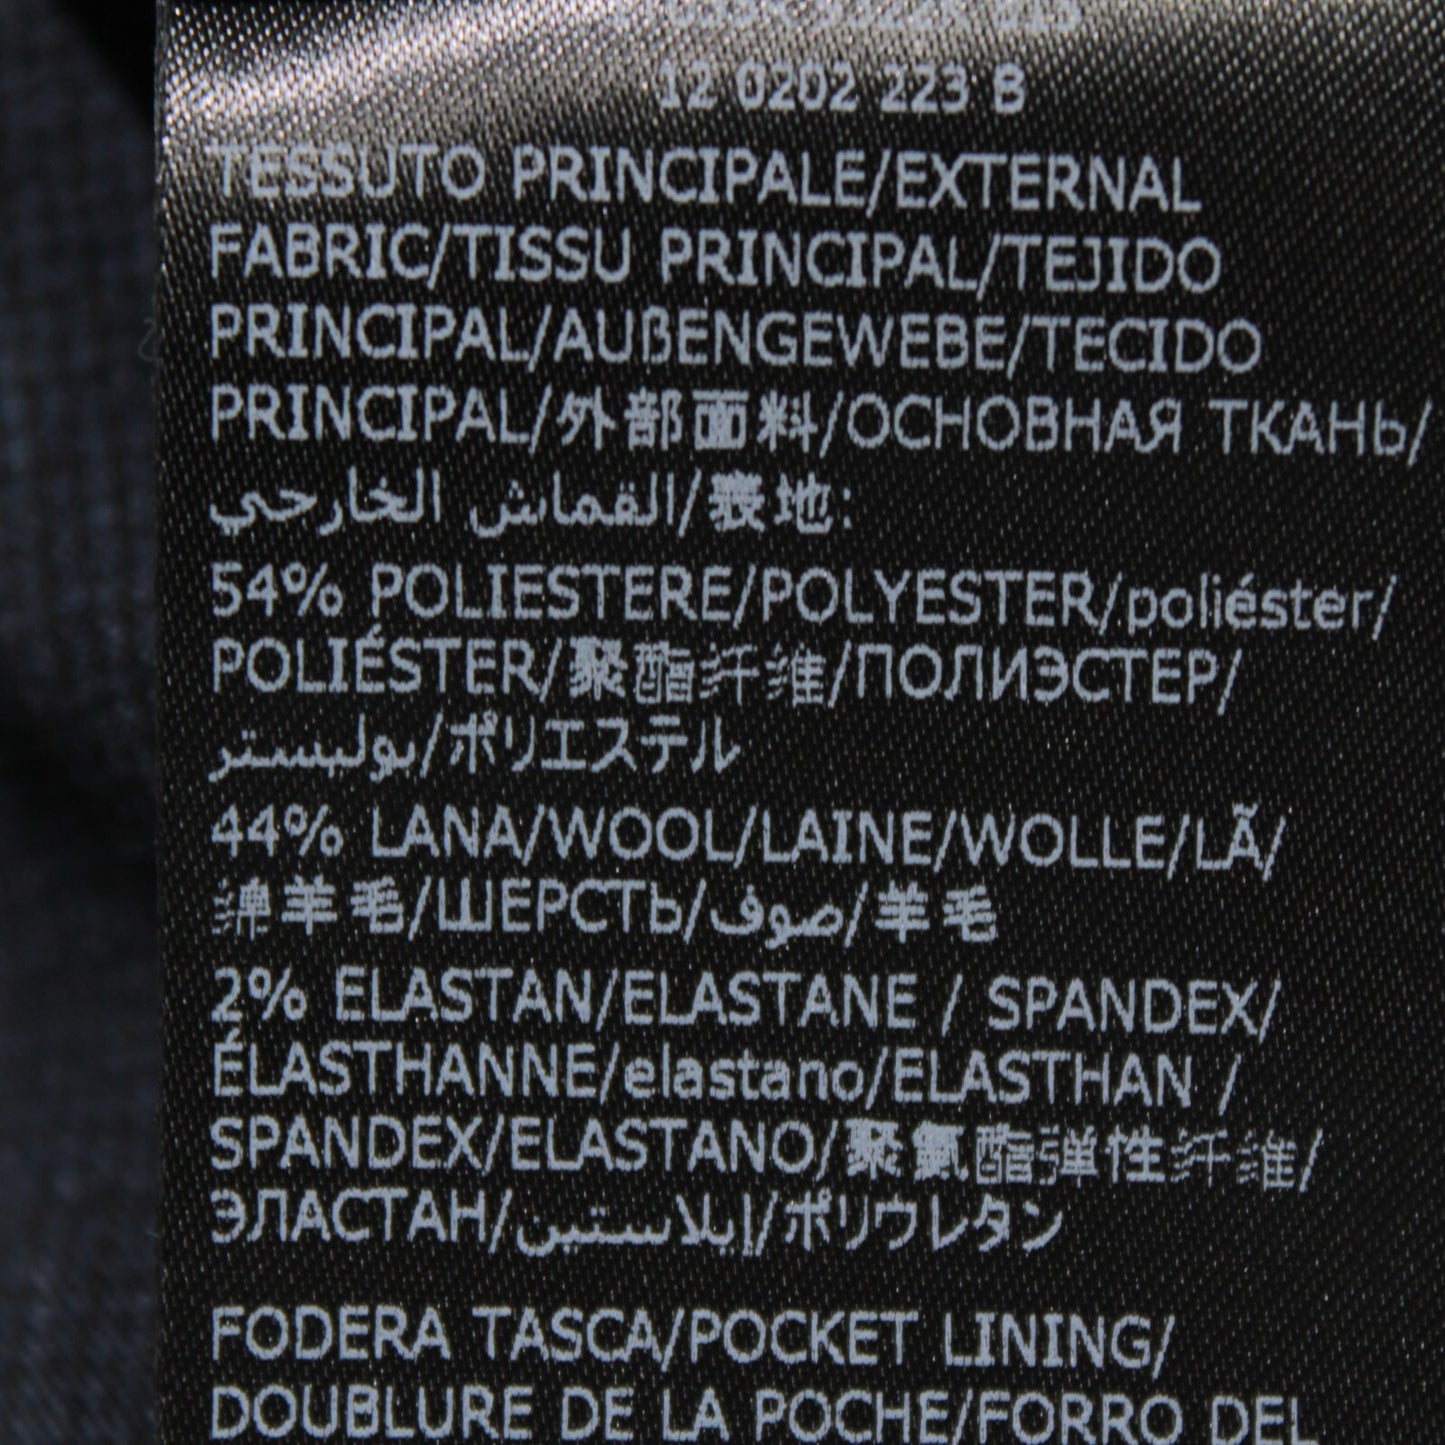 12 0202 223 B
TESSUTO PRINCIPALE/EXTERNAL
FABRIC/TISSU PRINCIPAL/TEJIDO
PRINCIPAL/AUßENGEWEBE/TECIDO
PRINCIPAL/外部面料/ОСНОВНАЯ ТКАНЬ/
القماش الخارجي/表地:
54% POLIESTERE/POLYESTER/poliéster/
POLIÉSTER/聚酯纤维/ПОЛИЭСТЕР/
بوليستر/ポリエステル
44% LANA/WOOL/LAINE/WOLLE/LÃ/
绵羊毛/ШЕРСТЬ/صوف/羊毛
2% ELASTAN/ELASTANE / SPANDEX/
ÉLASTHANNE/elastano/ELASTHAN /
SPANDEX/ELASTANO/聚氨酯弹性纤维/
ЭЛАСТАН/إيلاستين/ポリウレタン
FODERA TASCA/POCKET LINING/
DOUBLURE DE LA POCHE/FORRO DEL